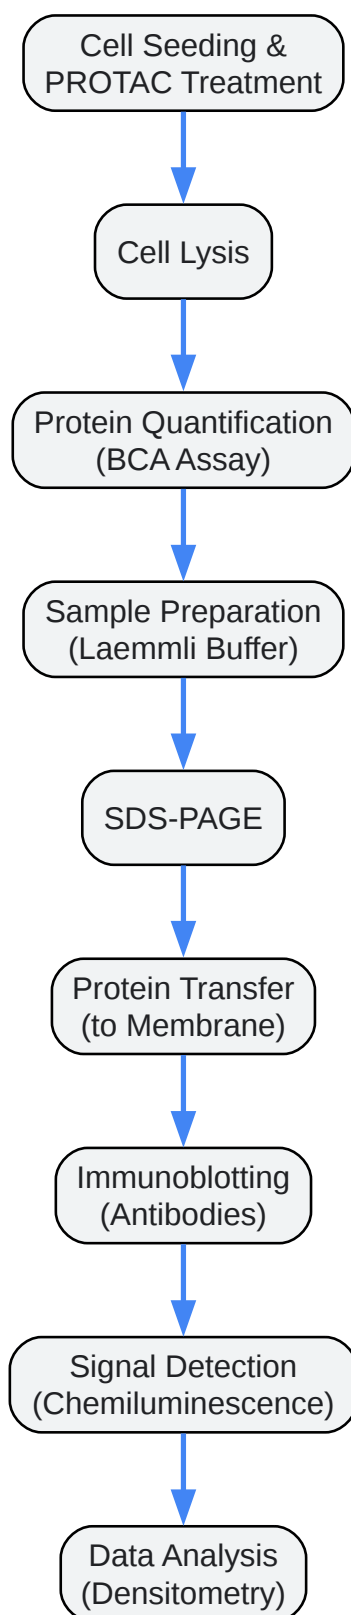 Cell Seeding &
PROTAC Treatment
Cell Lysis
Protein Quantification
(BCA Assay)
Sample Preparation
(Laemmli Buffer)
SDS-PAGE
Protein Transfer
(to Membrane)
Immunoblotting
(Antibodies)
Signal Detection
(Chemiluminescence)
Data Analysis
(Densitometry)